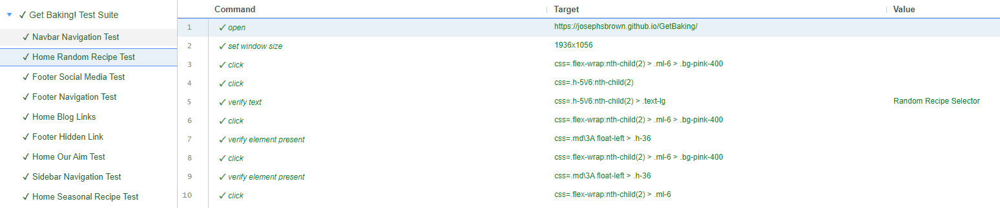 Get Baking! Test Suite
Navbar Navigation Test
Home Random Recipe Test
Footer Social Media Test
Footer Navigation Test
Home Blog Links
Footer Hidden Link
Home Our Aim Test
Sidebar Navigation Test
Home Seasonal Recipe Test
Command Target Value
1 ✓ open https://josephsbrown.github.io/GetBaking/
2 ✓ set window size 1936x1056
3 ✓ click css=.flex-wrap:nth-child(2) > .ml-6 > .bg-pink-400
4 ✓ click css=.h-5\/6:nth-child(2)
5 ✓ verify text css=.h-5\/6:nth-child(2) > .text-lg Random Recipe Selector
6 ✓ click css=.flex-wrap:nth-child(2) > .ml-6 > .bg-pink-400
7 ✓ verify element present css=.md\3A float-left > .h-36
8 ✓ click css=.flex-wrap:nth-child(2) > .ml-6 > .bg-pink-400
9 ✓ verify element present css=.md\3A float-left > .h-36
10 ✓ click css=.flex-wrap:nth-child(2) > .ml-6